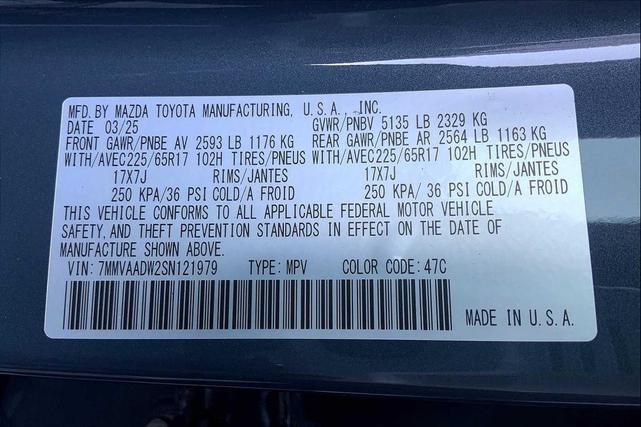 MFD. BY MAZDA TOYOTA MANUFACTURING, U.S.A., INC.
DATE 03/25 GVWR/PNBV 5135 LB 2329 KG
FRONT GAWR/PNBE AV 2593 LB 1176 KG REAR GAWR/PNBE AR 2564 LB 1163 KG
WITH/AVEC225/65R17 102H TIRES/PNEUS WITH/AVEC225/65R17 102H TIRES/PNEUS
17X7J RIMS/JANTES 17X7J RIMS/JANTES
250 KPA/36 PSI COLD/A FROID 250 KPA/ 36 PSI COLD/A FROID
THIS VEHICLE CONFORMS TO ALL APPLICABLE FEDERAL MOTOR VEHICLE
SAFETY, AND THEFT PREVENTION STANDARDS IN EFFECT ON THE DATE OF
MANUFACTURE SHOWN ABOVE.
VIN: 7MMVAADW2SN121979 TYPE: MPV COLOR CODE: 47C
MADE IN U.S.A.